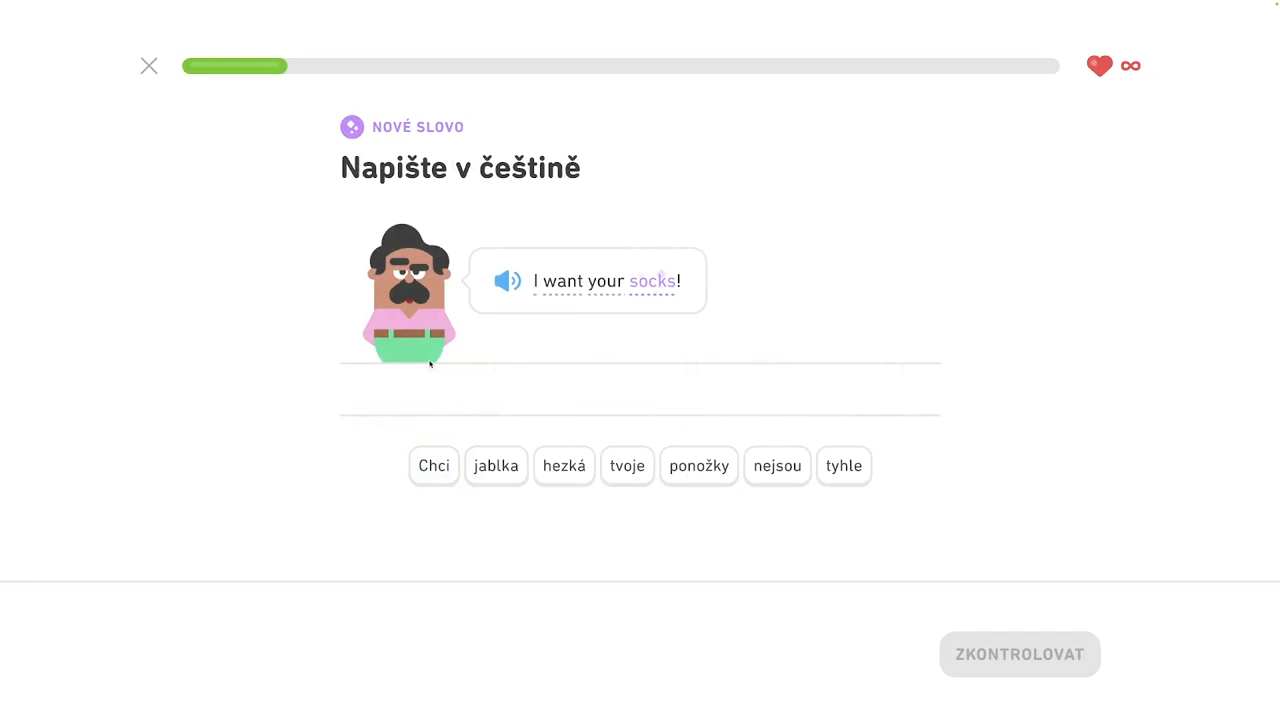 ∞
NOVÉ SLOVO
Napište v češtině
I want your socks!
Chci jablka hezká tvoje ponožky nejsou tyhle
ZKONTROLOVAT